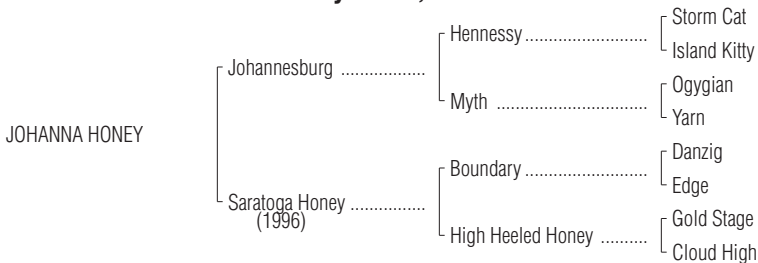 Hennessy ............................... Storm Cat
Island Kitty
Johannesburg ..................
Myth ...................................... Ogygian
Yarn
JOHANNA HONEY
Boundary ............................... Danzig
Edge
Saratoga Honey ................
(1996)
High Heeled Honey .......... Gold Stage
Cloud High